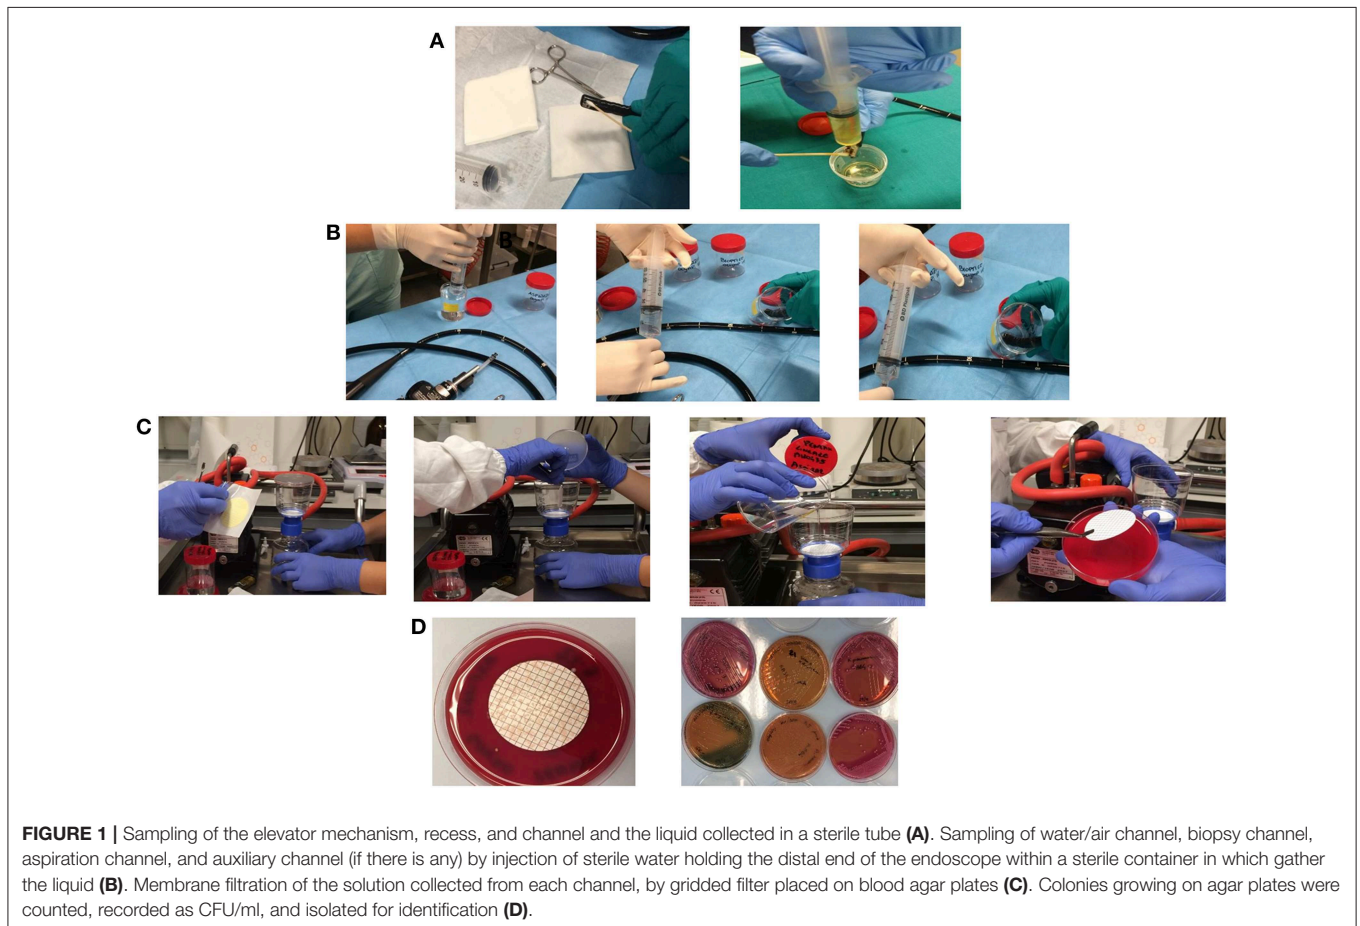 A
B
B
C
D
FIGURE 1 | Sampling of the elevator mechanism, recess, and channel and the liquid collected in a sterile tube (A). Sampling of water/air channel, biopsy channel,
aspiration channel, and auxiliary channel (if there is any) by injection of sterile water holding the distal end of the endoscope within a sterile container in which gather
the liquid (B). Membrane filtration of the solution collected from each channel, by gridded filter placed on blood agar plates (C). Colonies growing on agar plates were
counted, recorded as CFU/ml, and isolated for identification (D).